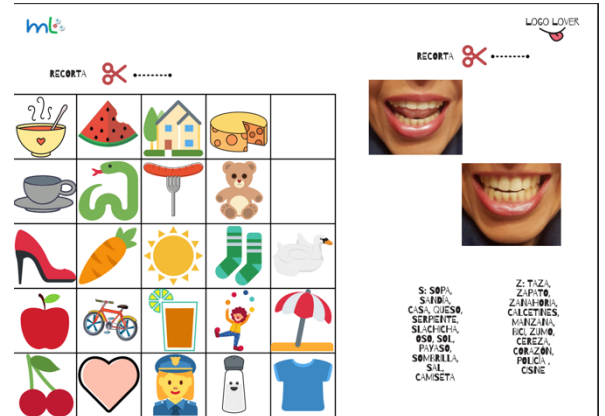 ml
LOGO LOVER
RECORTA
RECORTA
S: SOPA,
SANDÍA,
CASA, QUESO,
SERPIENTE,
SLACHICHA,
OSO, SOL,
PAYASO,
SOMBRILLA,
SAL,
CAMISETA
Z: TAZA,
ZAPATO,
ZANAHORIA,
CALCETINES,
MANZANA,
BICI, ZUMO,
CEREZA,
CORAZÓN,
POLICÍA ,
CISNE